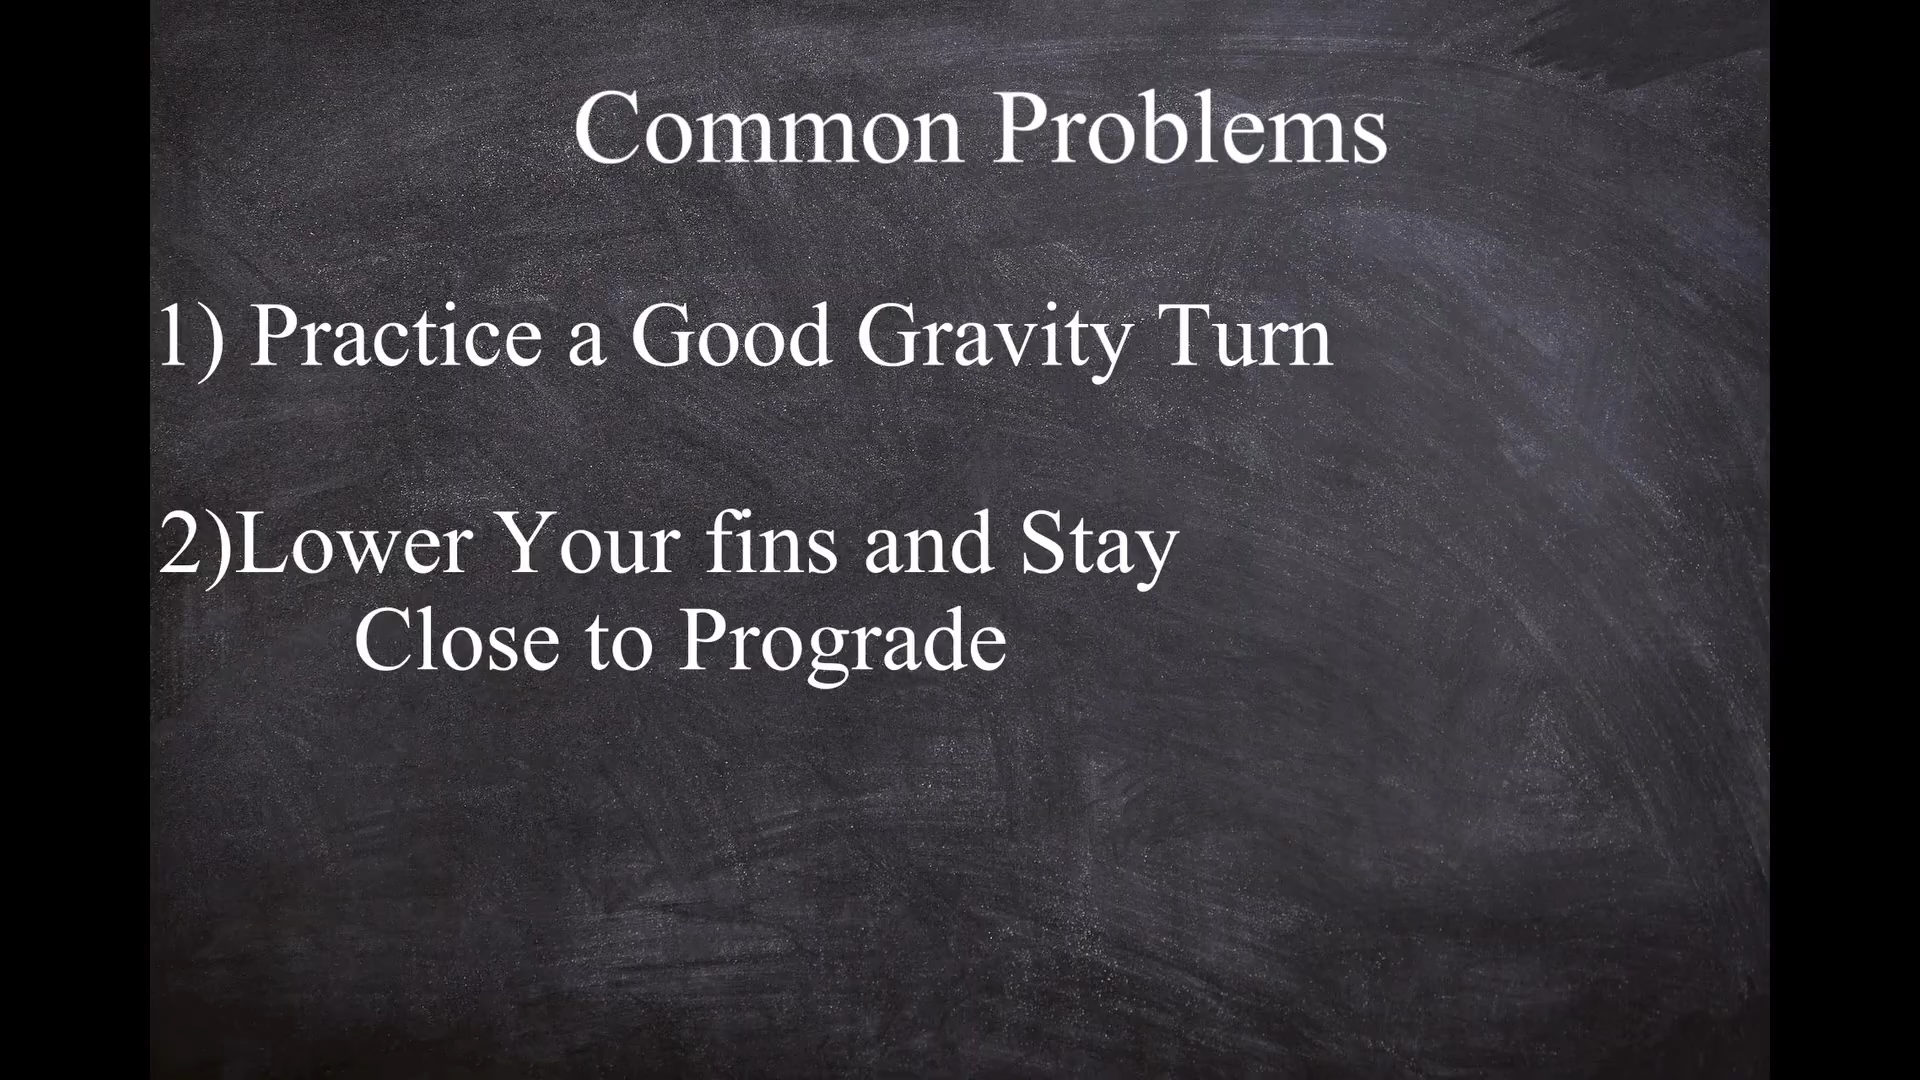 Common Problems
1) Practice a Good Gravity Turn
2)Lower Your fins and Stay
Close to Prograde